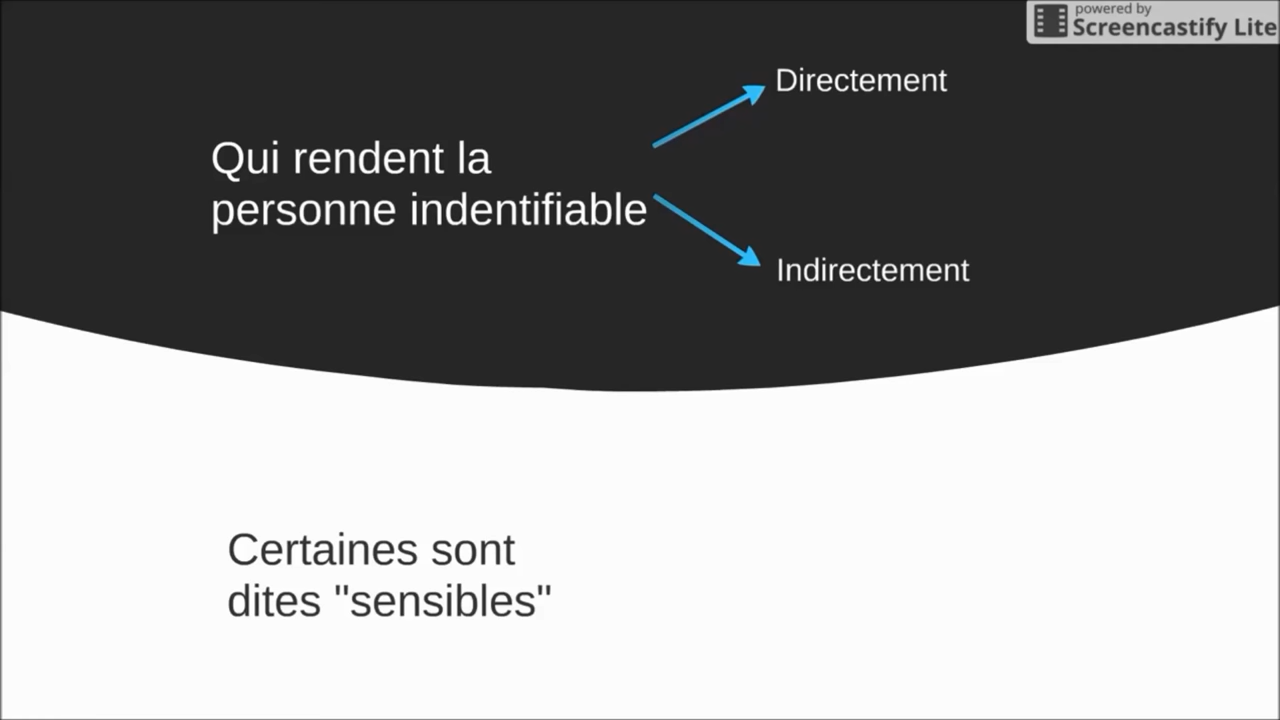 powered by
Screencastify Lite
Directement
Qui rendent la
personne indentifiable
Indirectement
Certaines sont
dites "sensibles"